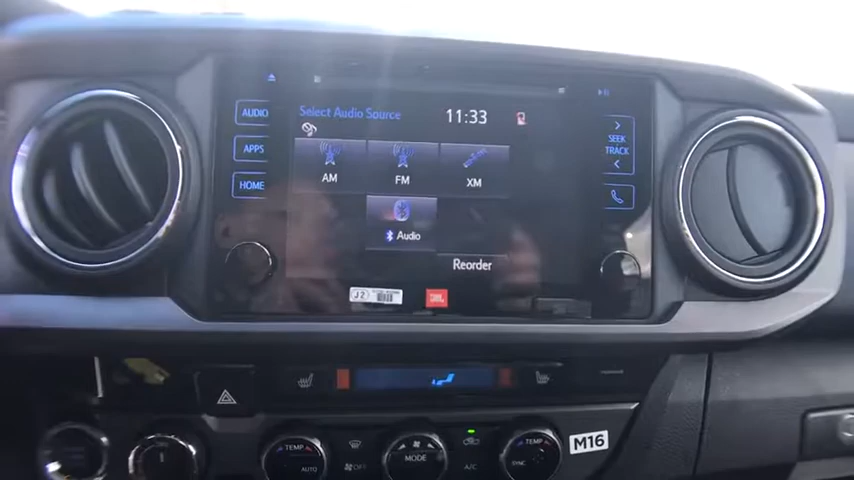 AUDIO
APPS
HOME
Select Audio Source
11:33
AM
FM
XM
Audio
Reorder
SEEK
TRACK
J2
JBL
TEMP
AUTO
OFF
MODE
A/C
TEMP
SYNC
M16